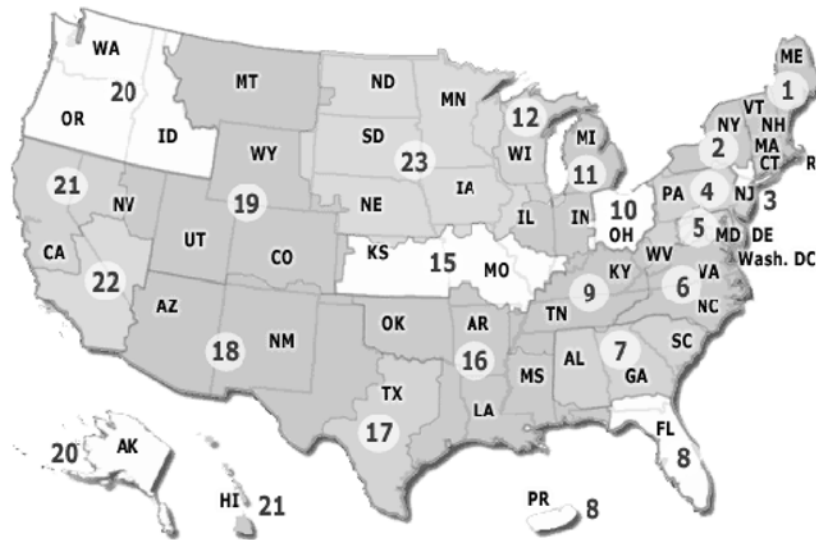 WA
MT
ND
MN
ME
20
1
OR
ID
SD
12
WI
MI
VT
NH
NY
MA
CT
R
2
WY
23
11
21
NV
19
NE
IA
PA
4
NJ
3
IL
IN
10
OH
5
MD
DE
Wash. DC
CA
UT
CO
KS
15
MO
WV
VA
KY
22
9
6
NC
AZ
NM
OK
AR
TN
18
16
7
SC
MS
AL
GA
TX
LA
17
FL
8
20
AK
HI
21
PR
8